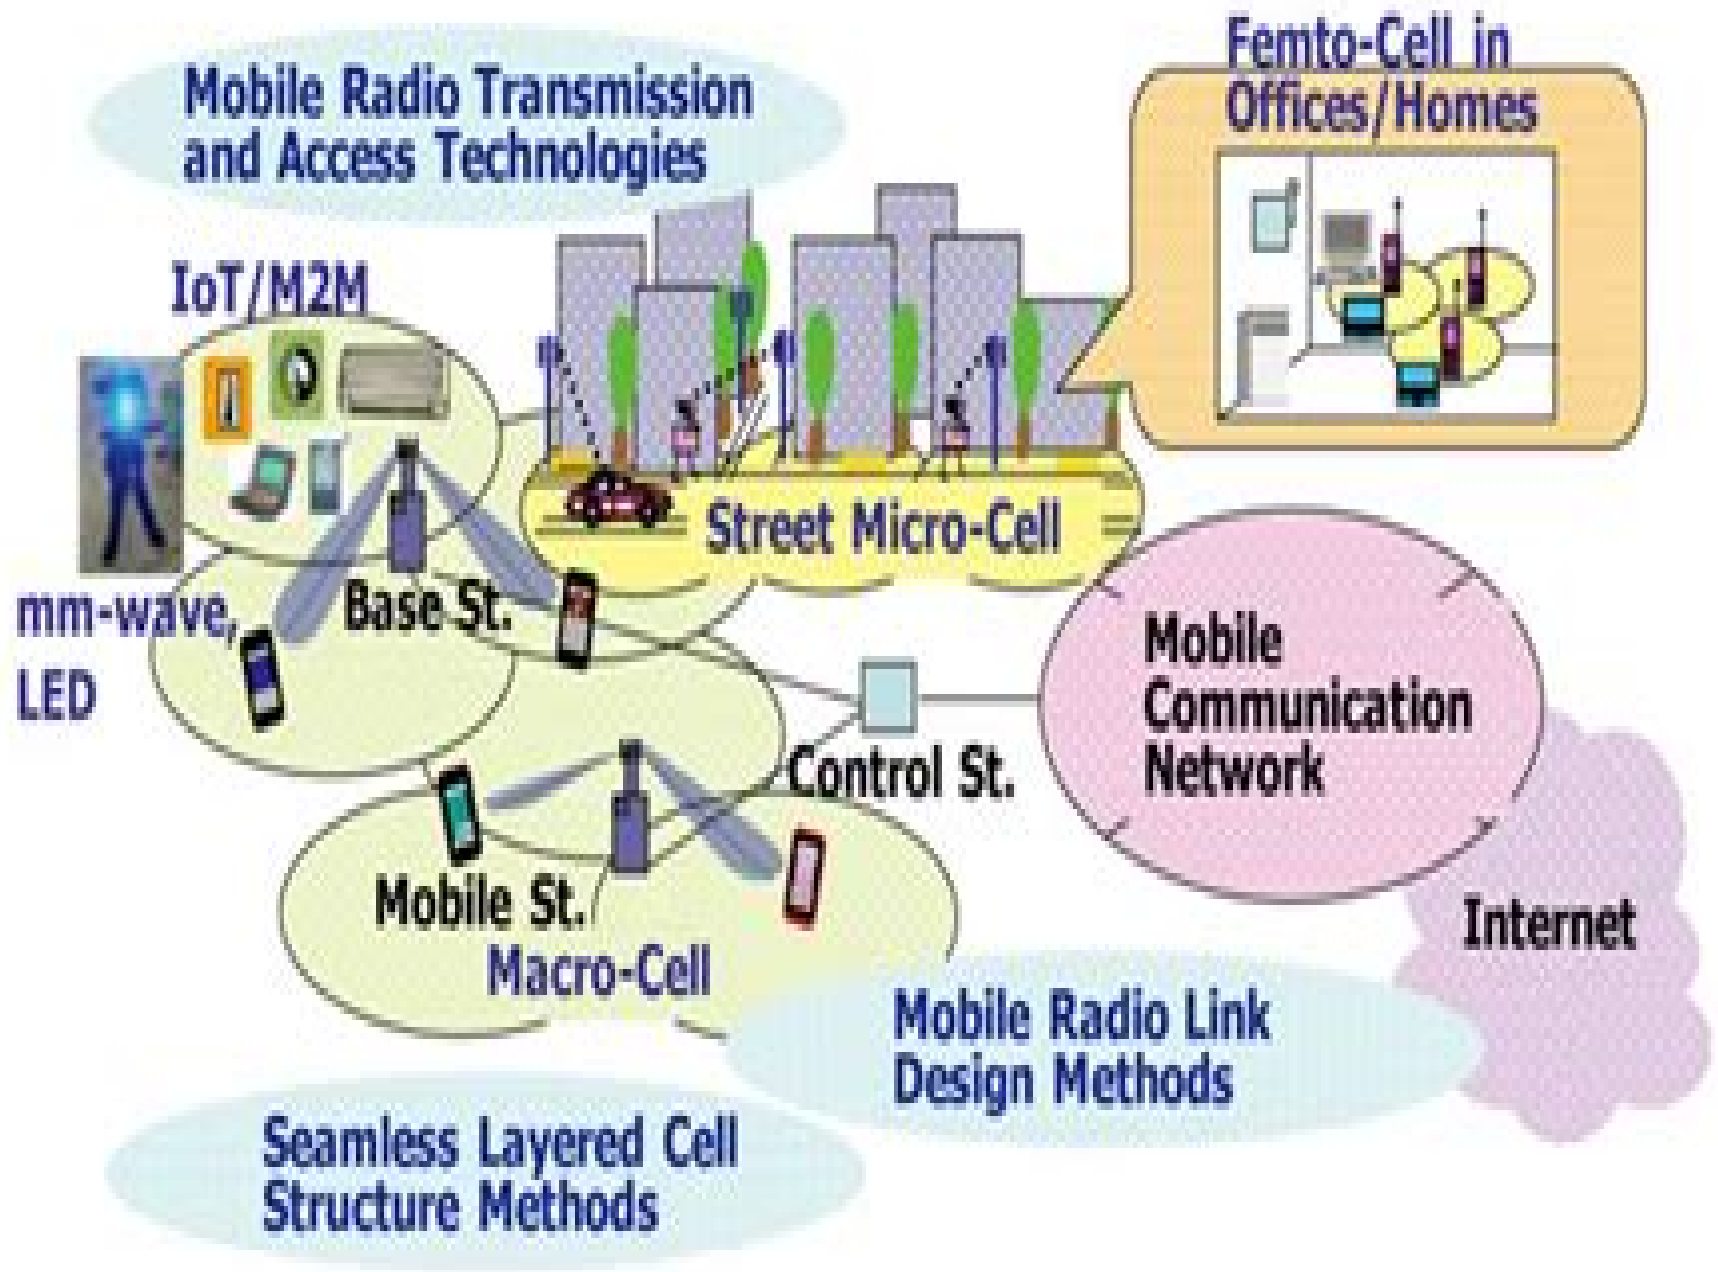 Mobile Radio Transmission
and Access Technologies
Femto-Cell in
Offices/Homes
IoT/M2M
Street Micro-Cell
mm-wave,
LED
Base St.
Mobile
Communication
Network
Control St.
Mobile St.
Macro-Cell
Internet
Mobile Radio Link
Design Methods
Seamless Layered Cell
Structure Methods